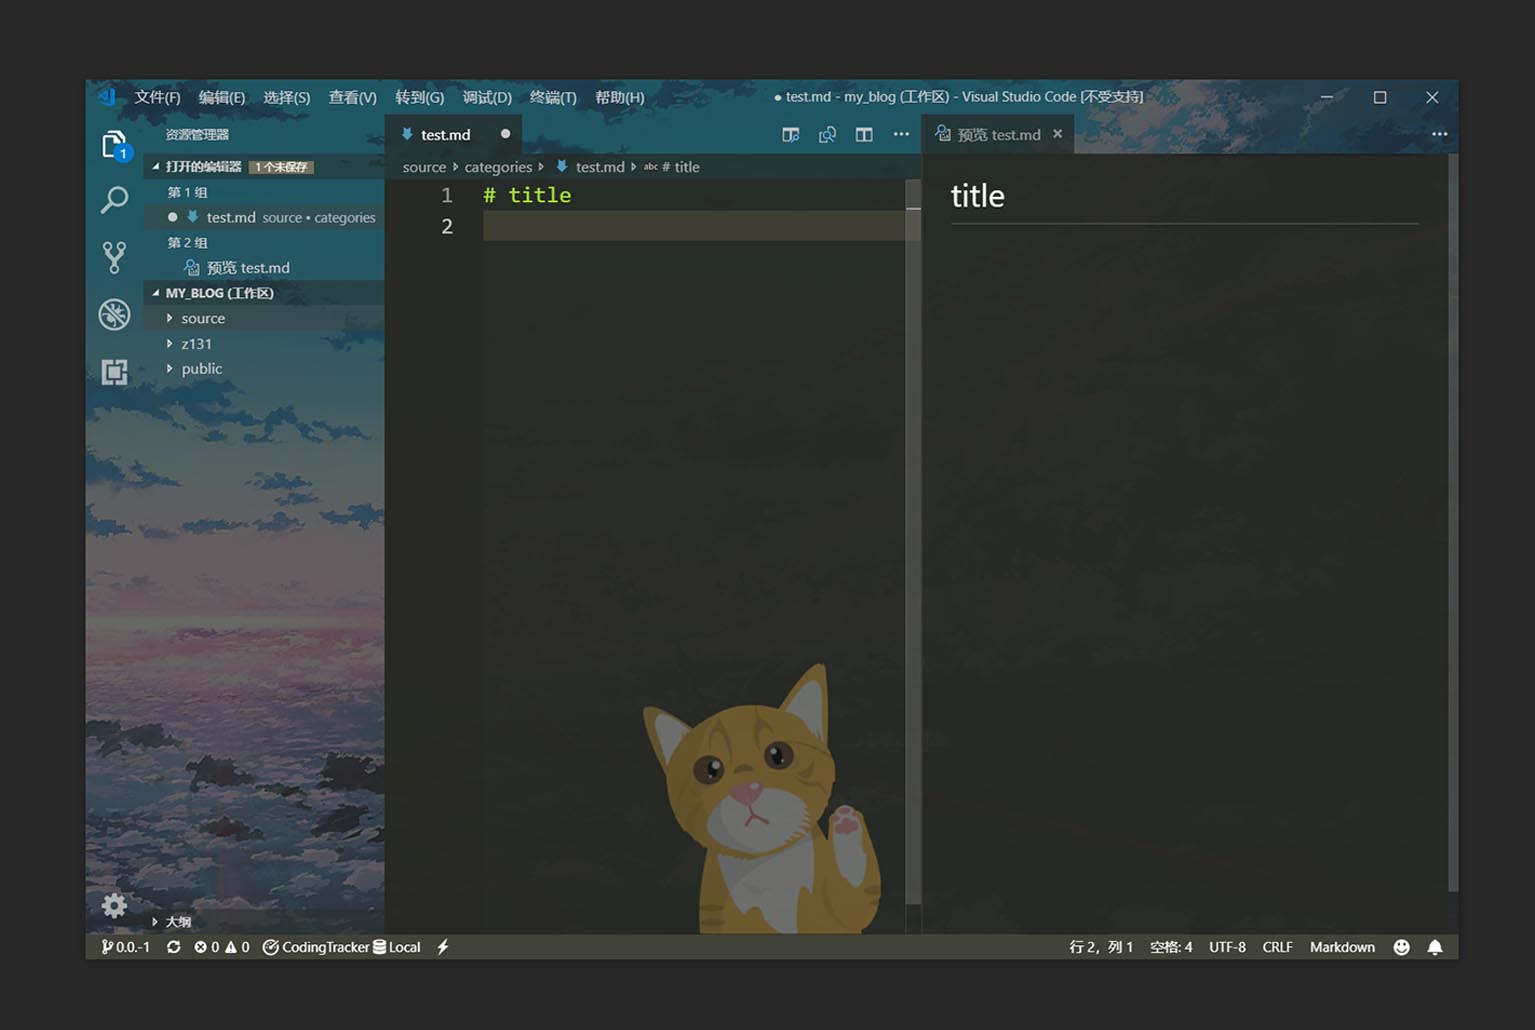 文件(F) 编辑(E) 选择(S) 查看(V) 转到(G) 调试(D) 终端(T) 帮助(H) ● test.md - my_blog (工作区) - Visual Studio Code [不受支持]
资源管理器
1
打开的编辑器 1 个未保存
第 1 组
test.md source • categories
第 2 组
预览 test.md
MY_BLOG (工作区)
source
z131
public
大纲
test.md
source categories test.md abc # title
1 # title
2
预览 test.md
title
0.0.-1 0 0 CodingTracker Local 行 2，列 1 空格: 4 UTF-8 CRLF Markdown